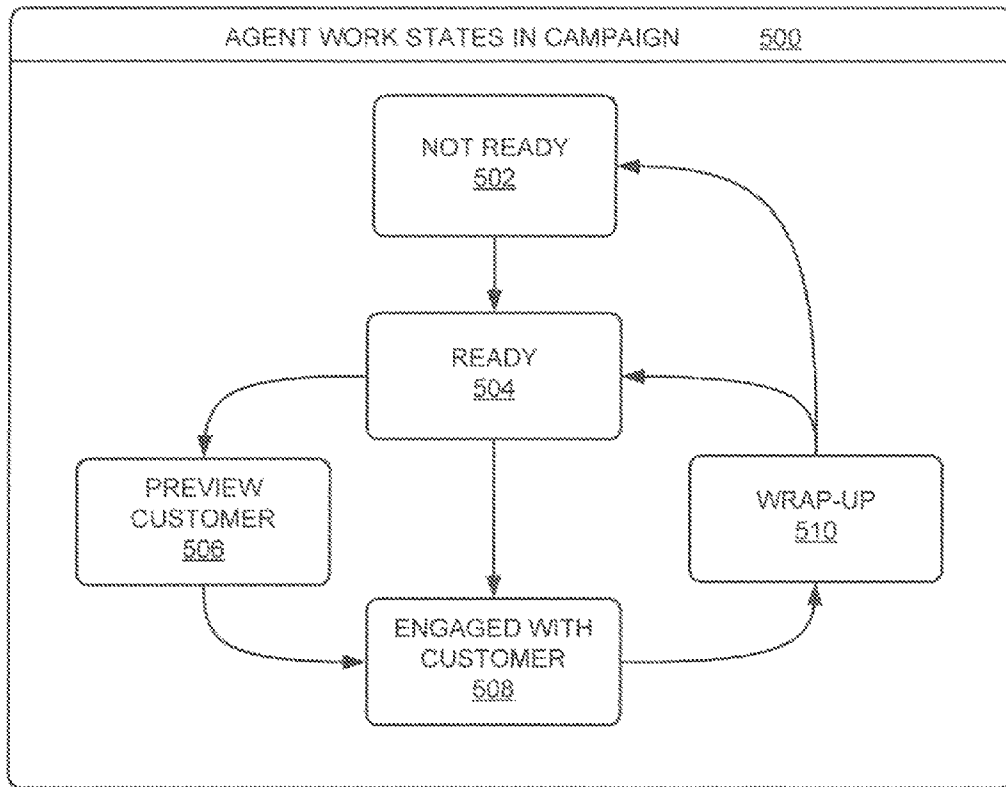 AGENT WORK STATES IN CAMPAIGN 500
NOT READY
502
READY
504
PREVIEW
CUSTOMER
506
WRAP-UP
510
ENGAGED WITH
CUSTOMER
508